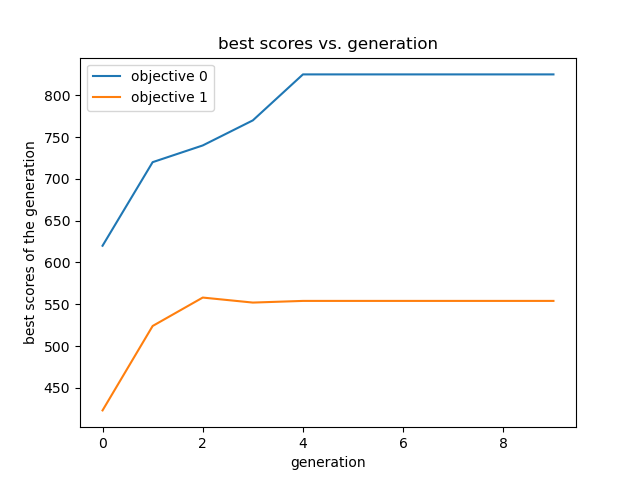 best scores vs. generation
objective 0
objective 1
best scores of the generation
800
750
700
650
600
550
500
450
0 2 4 6 8
generation